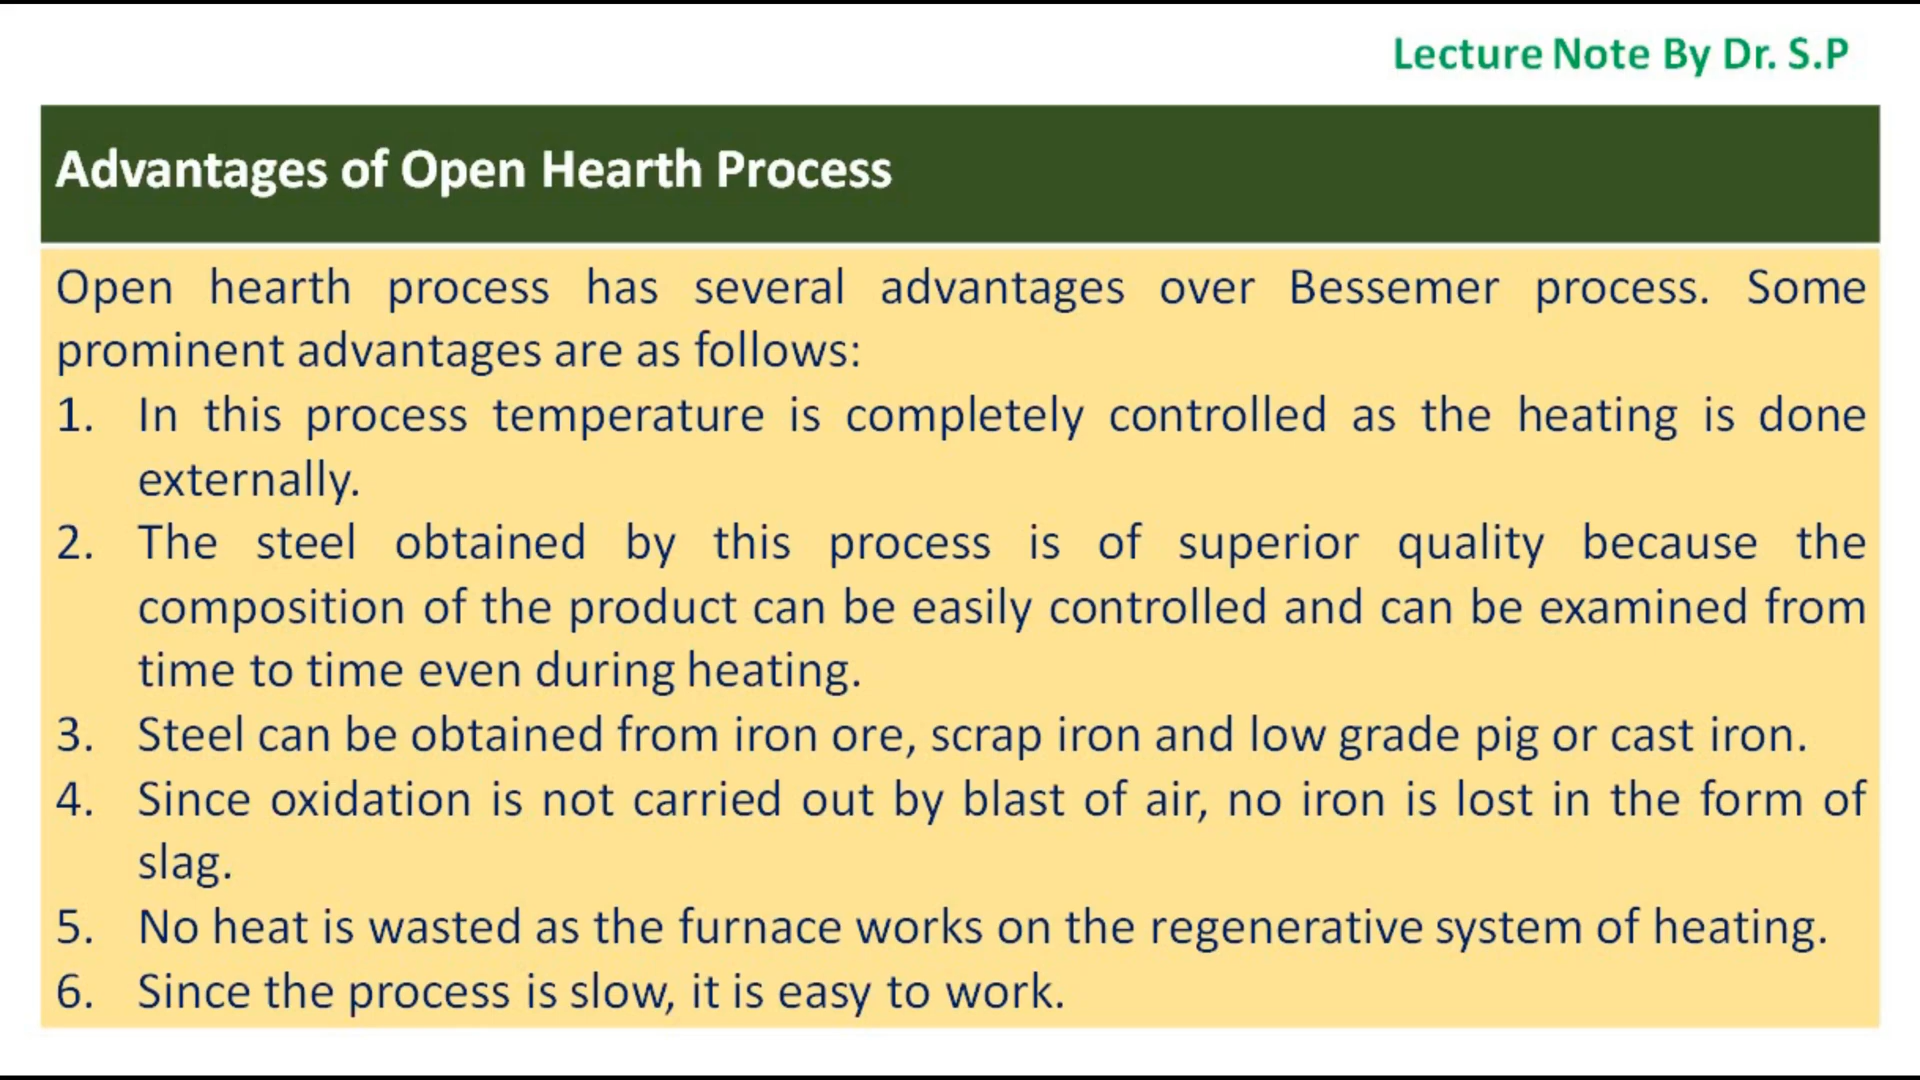 Lecture Note By Dr. S.P
Advantages of Open Hearth Process
Open hearth process has several advantages over Bessemer process. Some
prominent advantages are as follows:
1. In this process temperature is completely controlled as the heating is done
externally.
2. The steel obtained by this process is of superior quality because the
composition of the product can be easily controlled and can be examined from
time to time even during heating.
3. Steel can be obtained from iron ore, scrap iron and low grade pig or cast iron.
4. Since oxidation is not carried out by blast of air, no iron is lost in the form of
slag.
5. No heat is wasted as the furnace works on the regenerative system of heating.
6. Since the process is slow, it is easy to work.